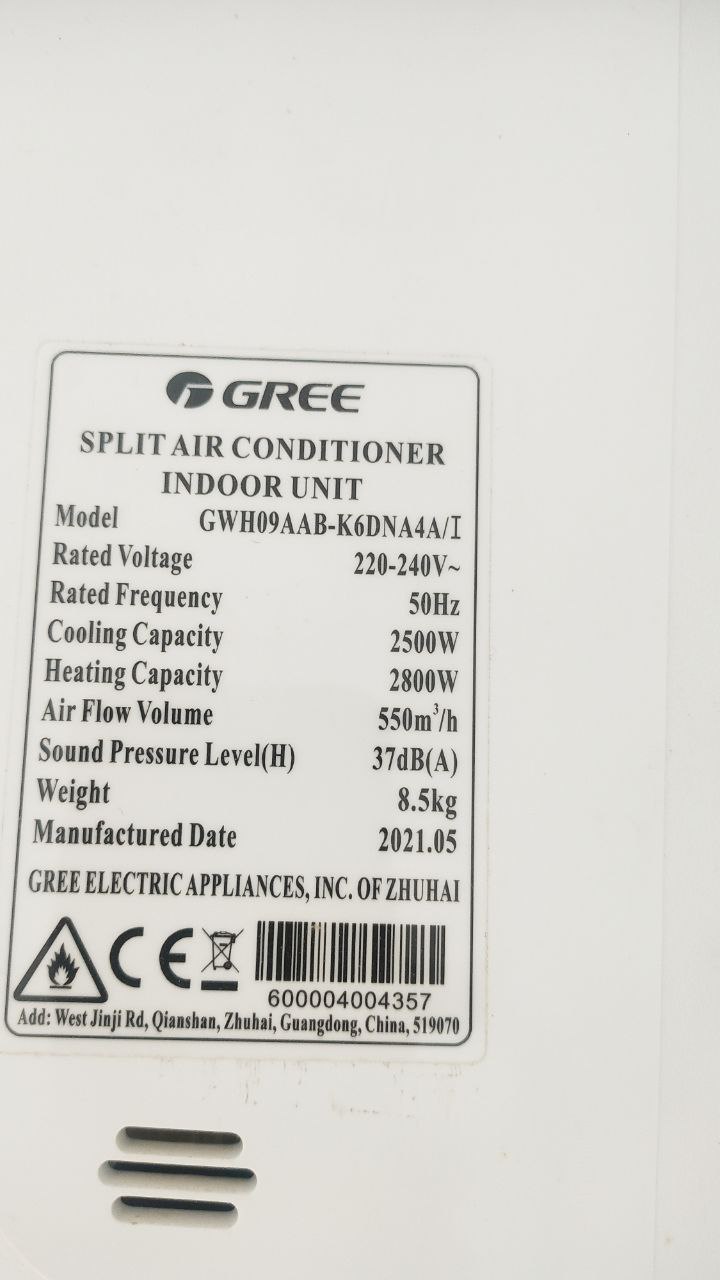 GREE
SPLIT AIR CONDITIONER
INDOOR UNIT
Model GWH09AAB-K6DNA4A/I
Rated Voltage 220-240V~
Rated Frequency 50Hz
Cooling Capacity 2500W
Heating Capacity 2800W
Air Flow Volume 550m³/h
Sound Pressure Level(H) 37dB(A)
Weight 8.5kg
Manufactured Date 2021.05
GREE ELECTRIC APPLIANCES, INC. OF ZHUHAI
CE
600004004357
Add: West Jinji Rd, Qianshan, Zhuhai, Guangdong, China, 519070